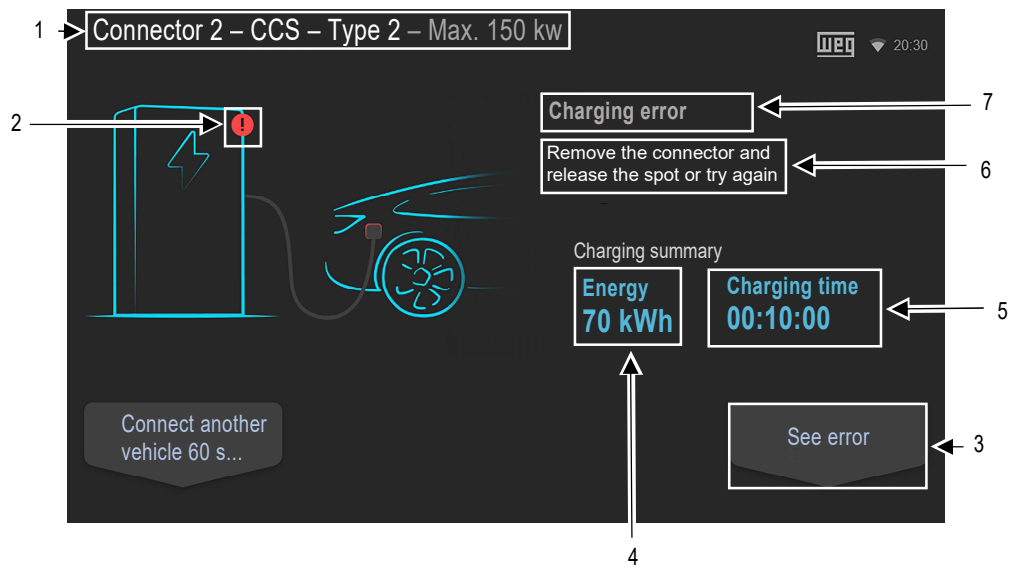 1
Connector 2 – CCS – Type 2 – Max. 150 kw
WEG
20:30
2
!
Charging error
7
Remove the connector and
release the spot or try again
6
Charging summary
Energy
70 kWh
Charging time
00:10:00
5
4
Connect another
vehicle 60 s...
See error
3